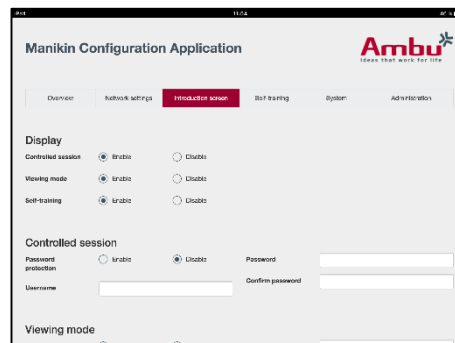 iPad 11:04
Manikin Configuration Application
Ambu
Ideas that work for life
Overview Network settings Introduction screen Self-training System Administration
Display
Controlled session Enable Disable
Viewing mode Enable Disable
Self-training Enable Disable
Controlled session
Password protection Enable Disable Password
Username Confirm password
Viewing mode